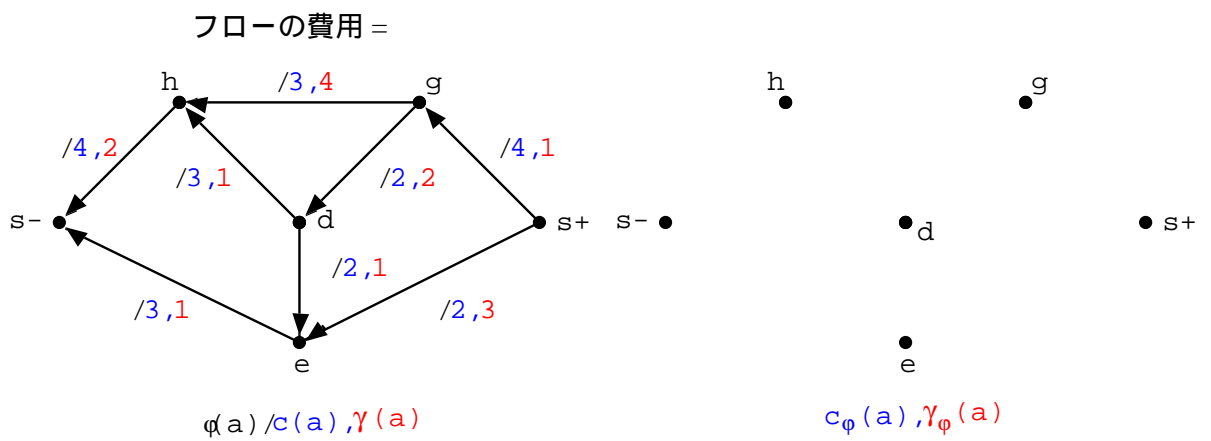 フローの費用 =
h
/3,4
g
/4,2
/3,1
/2,2
/4,1
s-
d
s+
/2,1
/3,1
/2,3
e
φ(a)/c(a),γ(a)
h
g
s-
d
s+
e
cφ(a),γφ(a)